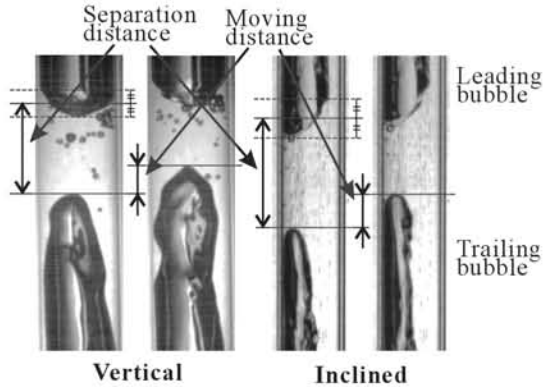 Separation
distance
Moving
distance
Leading
bubble
Trailing
bubble
Vertical
Inclined